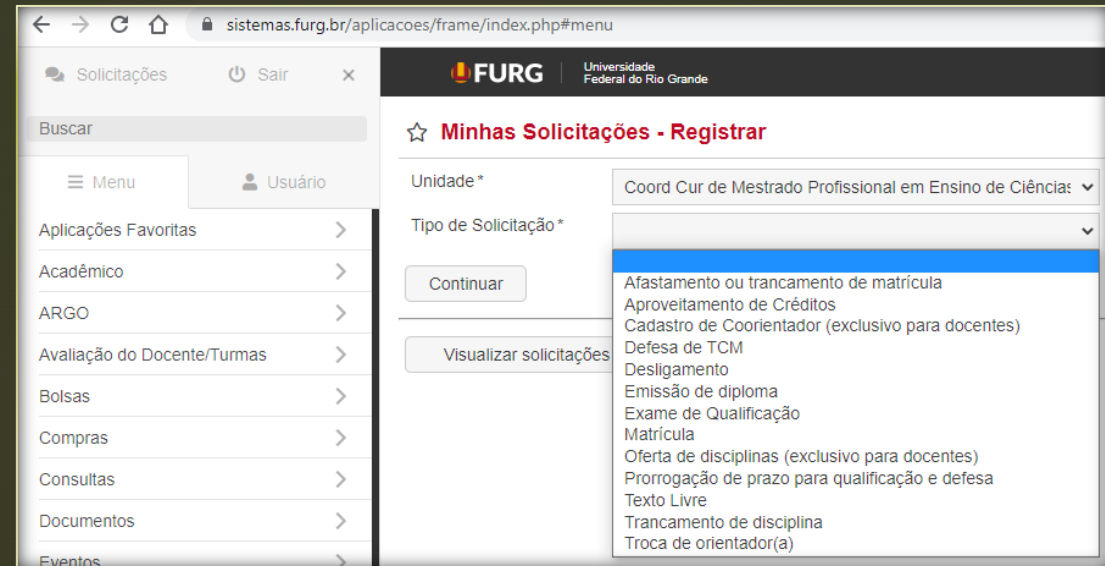 sistemas.furg.br/aplicacoes/frame/index.php#menu
Solicitações Sair ×
Buscar
Menu Usuário
Aplicações Favoritas
Acadêmico
ARGO
Avaliação do Docente/Turmas
Bolsas
Compras
Consultas
Documentos
Eventos
FURG
Universidade
Federal do Rio Grande
Minhas Solicitações - Registrar
Unidade*
Coord Cur de Mestrado Profissional em Ensino de Ciências
Tipo de Solicitação*
Afastamento ou trancamento de matrícula
Aproveitamento de Créditos
Cadastro de Coorientador (exclusivo para docentes)
Defesa de TCM
Desligamento
Emissão de diploma
Exame de Qualificação
Matrícula
Oferta de disciplinas (exclusivo para docentes)
Prorrogação de prazo para qualificação e defesa
Texto Livre
Trancamento de disciplina
Troca de orientador(a)
Continuar
Visualizar solicitações